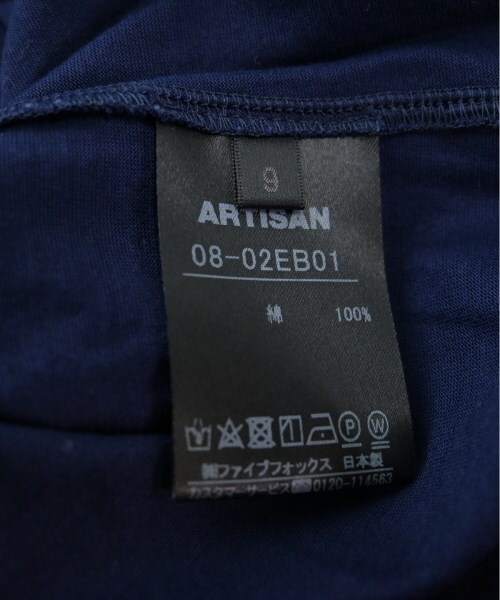 9
ARTISAN
08-02EB01
綿 100%
㈱ファイブフォックス 日本製
カスタマーサービス 0120-114563